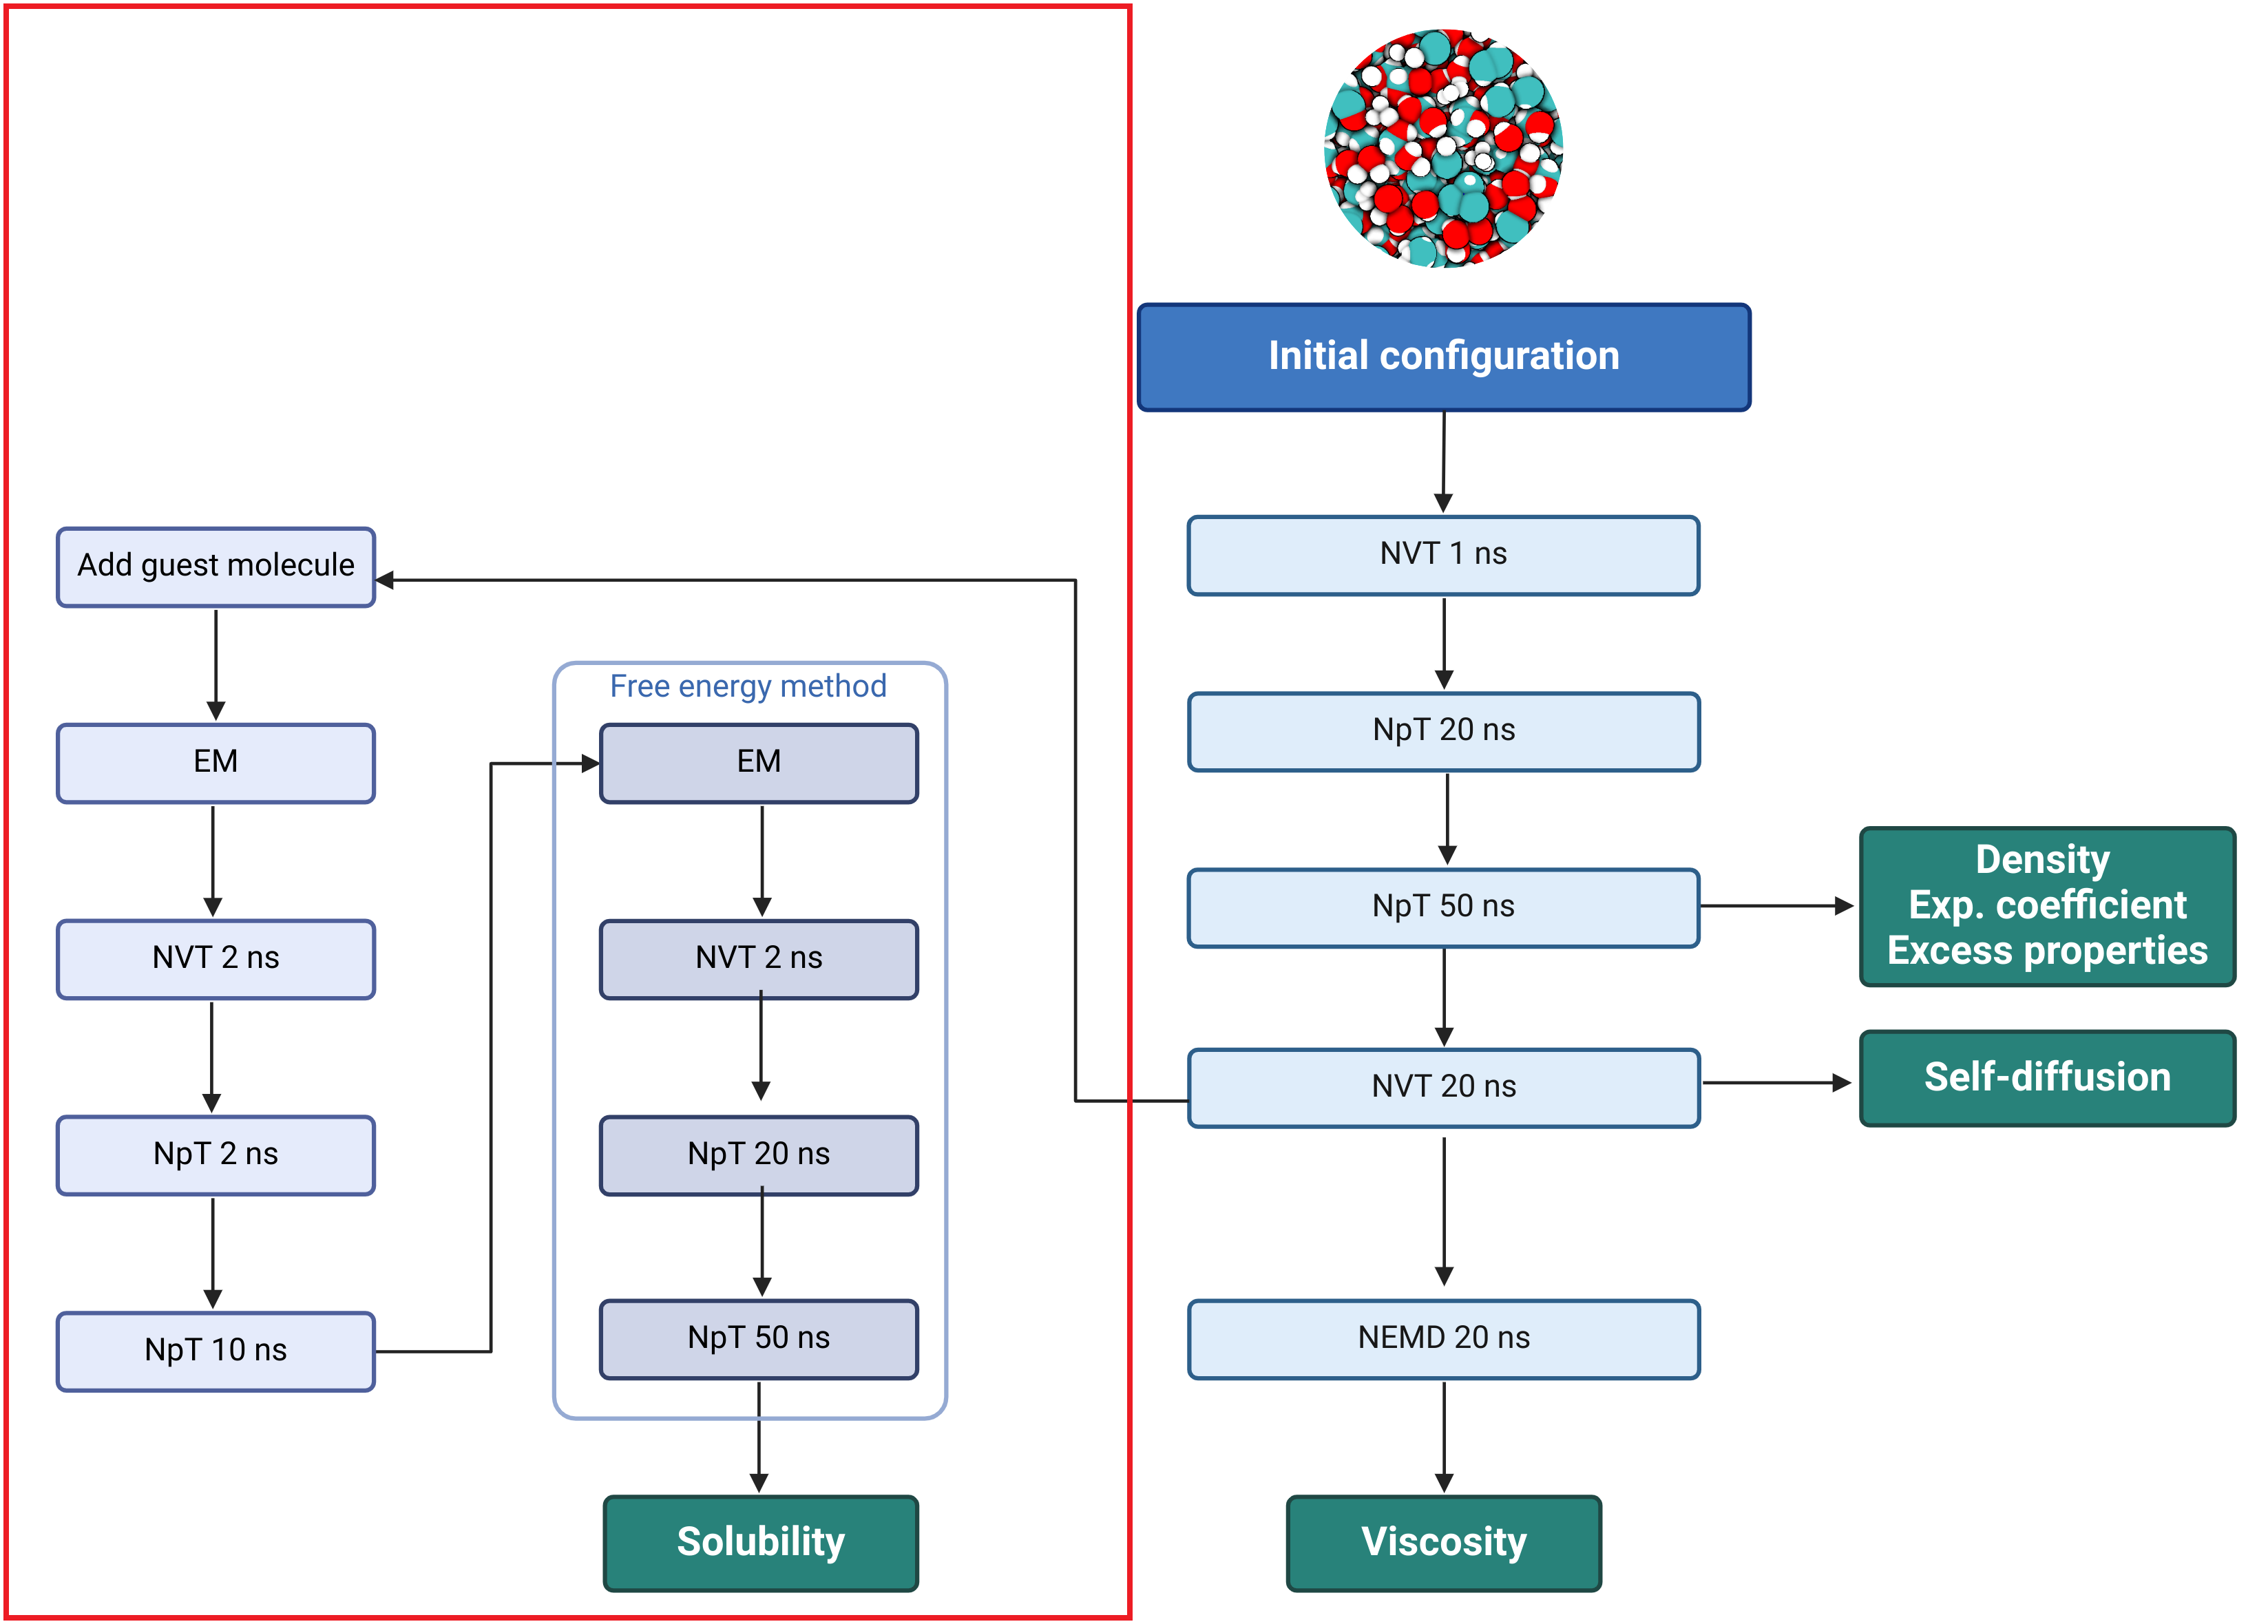 Initial configuration
NVT 1 ns
NpT 20 ns
NpT 50 ns
Density
Exp. coefficient
Excess properties
NVT 20 ns
Self-diffusion
NEMD 20 ns
Viscosity
Add guest molecule
EM
NVT 2 ns
NpT 2 ns
NpT 10 ns
Free energy method
EM
NVT 2 ns
NpT 20 ns
NpT 50 ns
Solubility